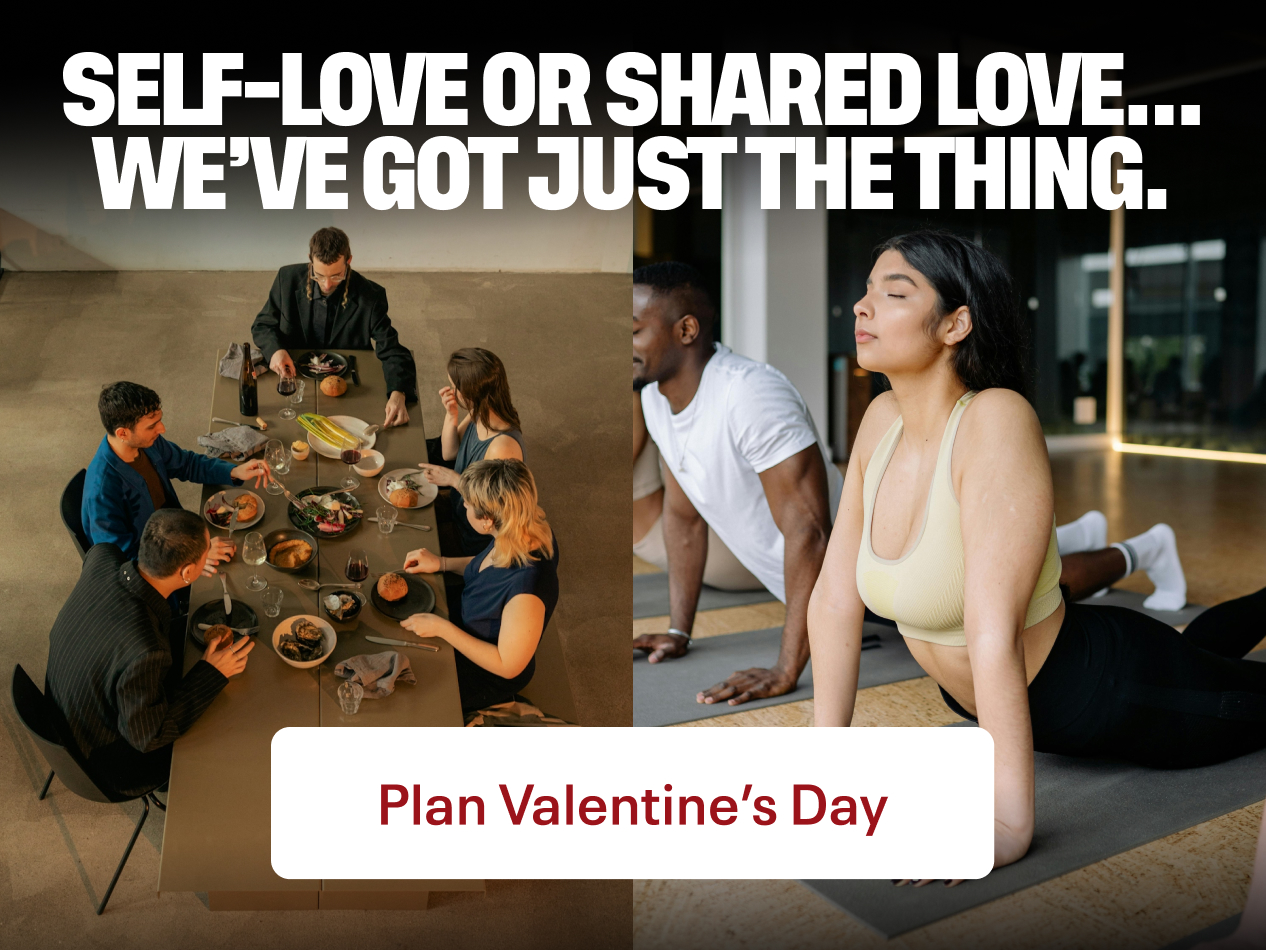 SELF-LOVE OR SHARED LOVE...
WE’VE GOT JUST THE THING.
Plan Valentine’s Day